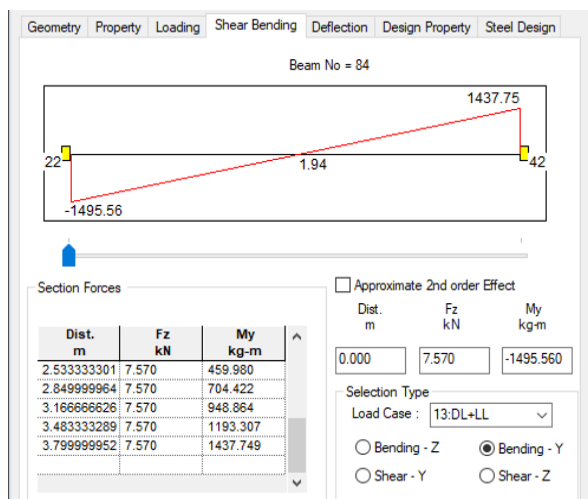 Geometry Property Loading Shear Bending Deflection Design Property Steel Design
Beam No = 84
1437.75
22 1.94 42
-1495.56
Section Forces
Dist. Fz My
m kN kg-m
2.533333301 7.570 459.980
2.849999964 7.570 704.422
3.166666626 7.570 948.864
3.483333289 7.570 1193.307
3.799999952 7.570 1437.749
Approximate 2nd order Effect
Dist. Fz My
m kN kg-m
0.000 7.570 -1495.560
Selection Type
Load Case : 13:DL+LL
Bending - Z Bending - Y
Shear - Y Shear - Z